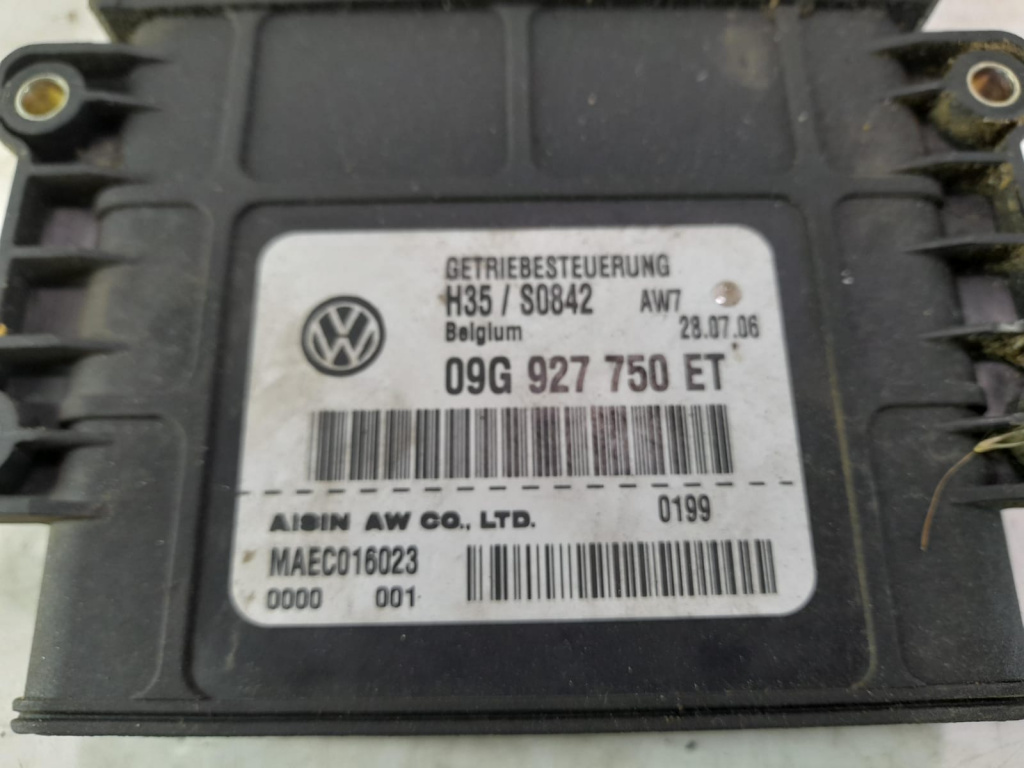 GETRIEBESTEUERUNG
H35 / S0842 AW7
Belgium 28.07.06
09G 927 750 ET
AISIN AW CO., LTD. 0199
MAEC016023
0000 001